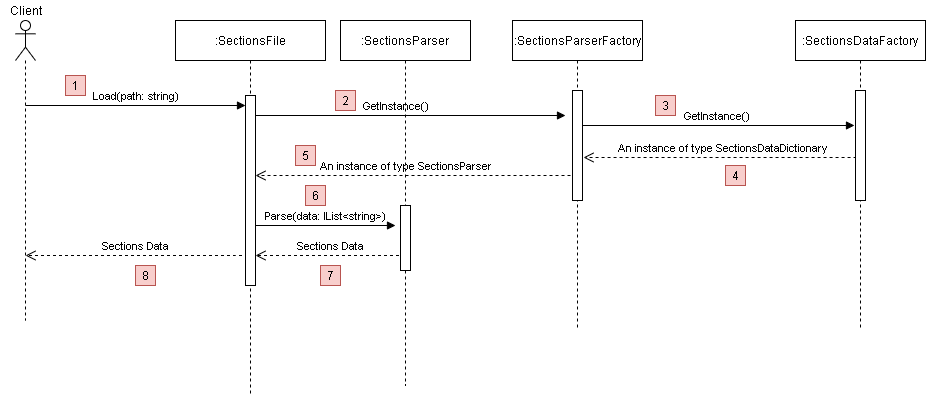 Client
:SectionsFile
:SectionsParser
:SectionsParserFactory
:SectionsDataFactory
1
Load(path: string)
2
GetInstance()
3
GetInstance()
An instance of type SectionsDataDictionary
4
5
An instance of type SectionsParser
6
Parse(data: IList<string>)
Sections Data
Sections Data
8
7